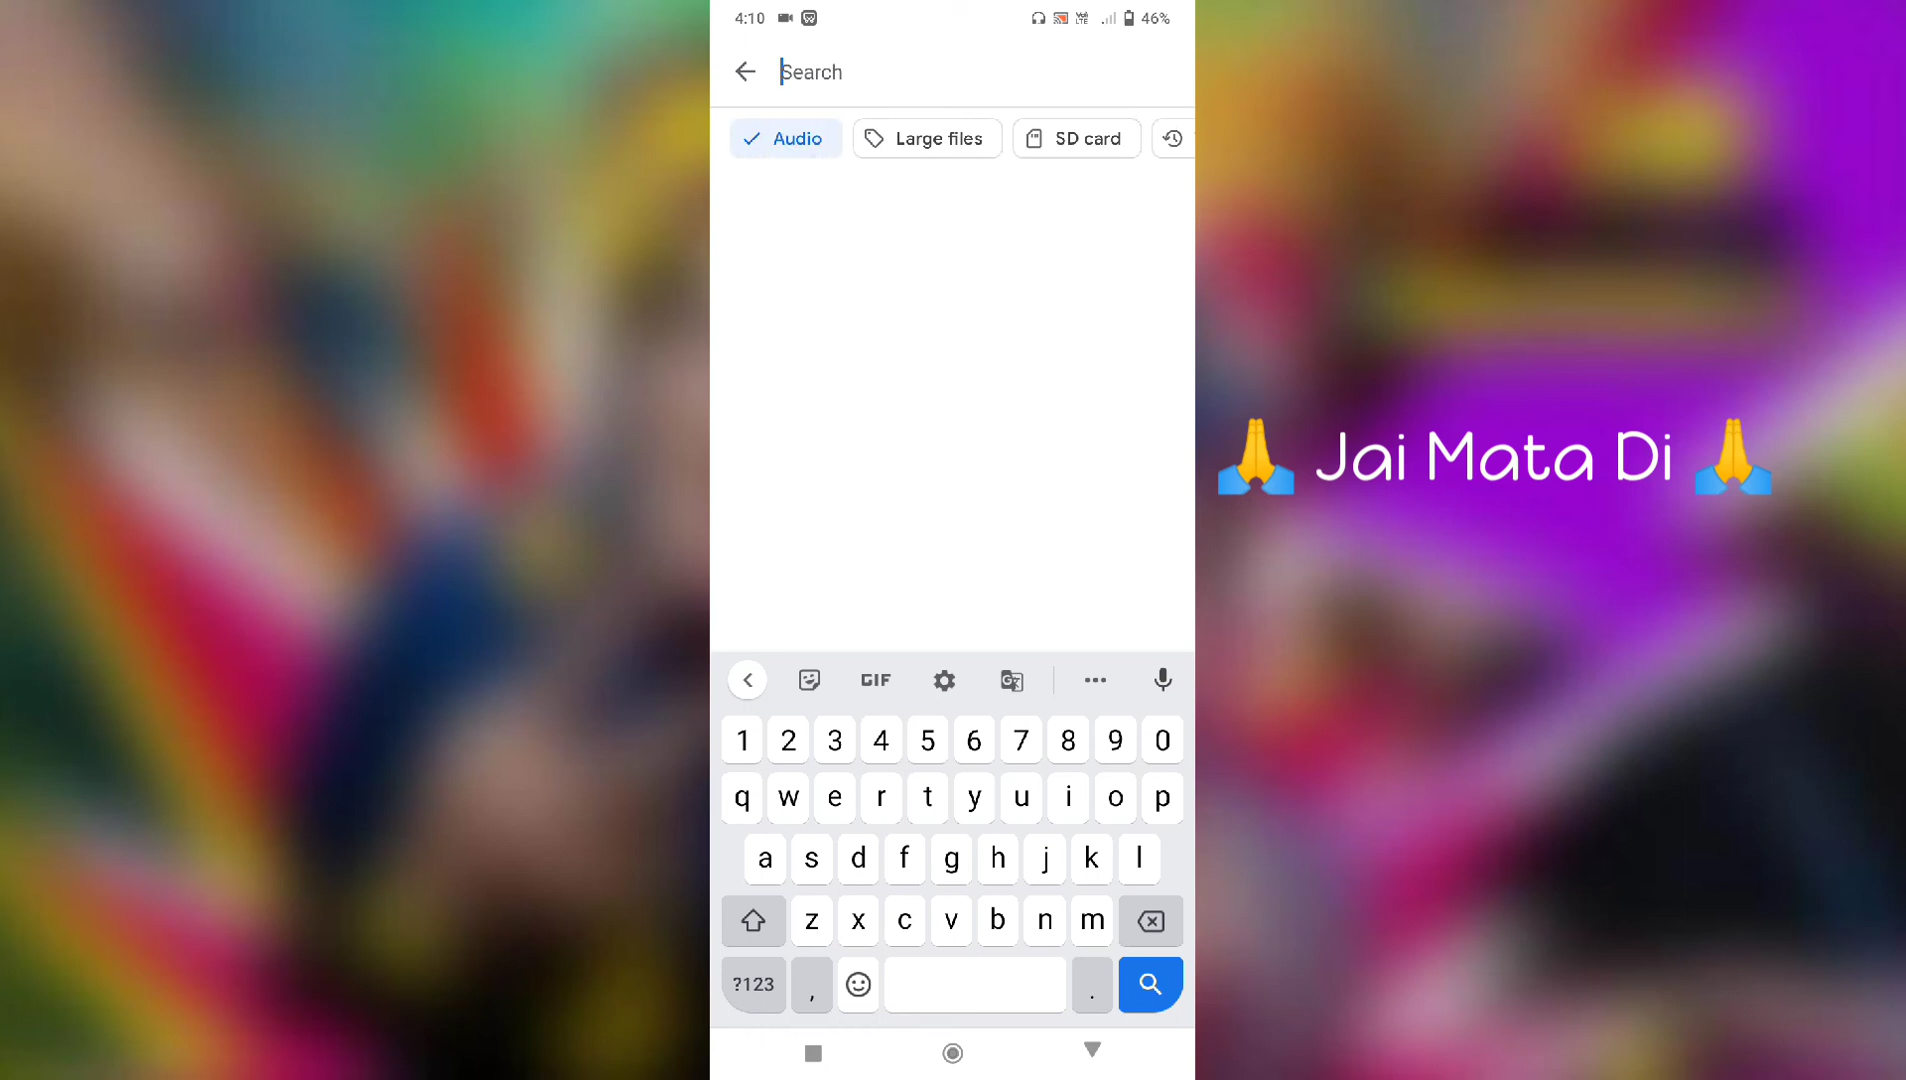 4:10 46%
Search
Audio Large files SD card
🙏 Jai Mata Di 🙏
GIF
1 2 3 4 5 6 7 8 9 0
q w e r t y u i o p
a s d f g h j k l
z x c v b n m
?123 , .